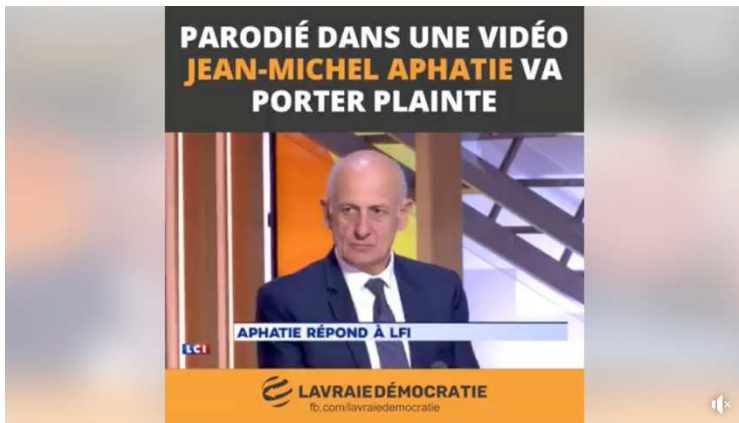 PARODIÉ DANS UNE VIDÉO
JEAN-MICHEL APHATIE VA
PORTER PLAINTE
APHATIE RÉPOND À LFI
LCI
LAVRAIEDÉMOCRATIE
fb.com/lavraiedemocratie